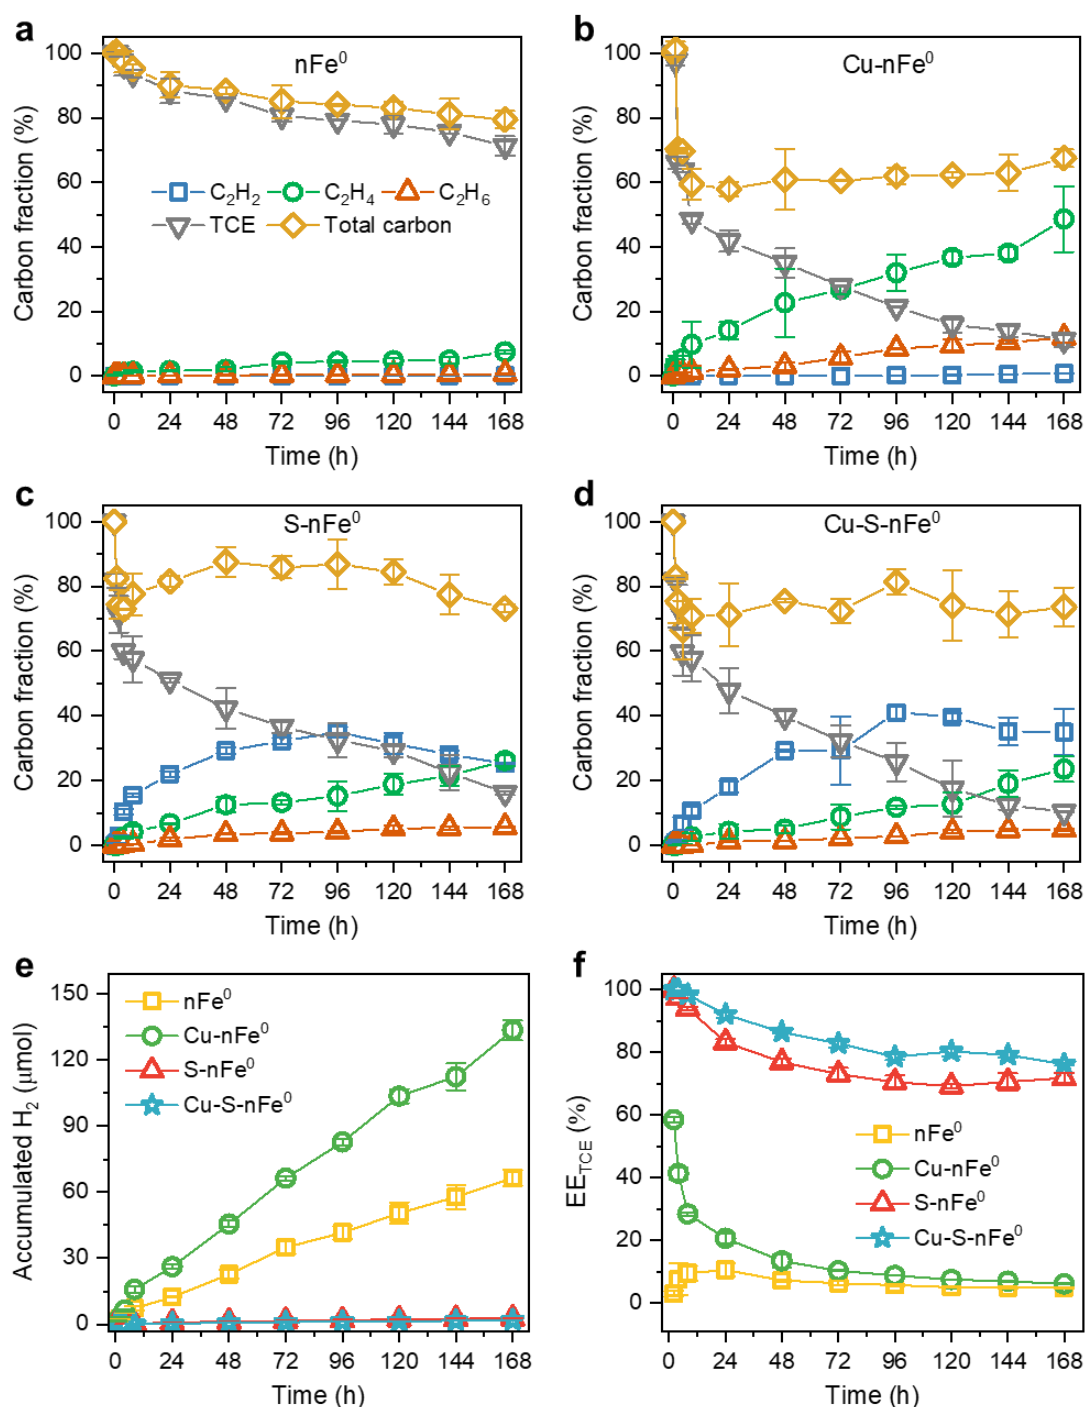 a
nFe⁰
100
80
60
40
20
0
Carbon fraction (%)
C₂H₂ C₂H₄ C₂H₆
TCE Total carbon
0 24 48 72 96 120 144 168
Time (h)
b
Cu-nFe⁰
100
80
60
40
20
0
Carbon fraction (%)
0 24 48 72 96 120 144 168
Time (h)
c
S-nFe⁰
100
80
60
40
20
0
Carbon fraction (%)
0 24 48 72 96 120 144 168
Time (h)
d
Cu-S-nFe⁰
100
80
60
40
20
0
Carbon fraction (%)
0 24 48 72 96 120 144 168
Time (h)
e
150
120
90
60
30
0
Accumulated H₂ (μmol)
nFe⁰
Cu-nFe⁰
S-nFe⁰
Cu-S-nFe⁰
0 24 48 72 96 120 144 168
Time (h)
f
100
80
60
40
20
0
EE_TCE (%)
nFe⁰
Cu-nFe⁰
S-nFe⁰
Cu-S-nFe⁰
0 24 48 72 96 120 144 168
Time (h)